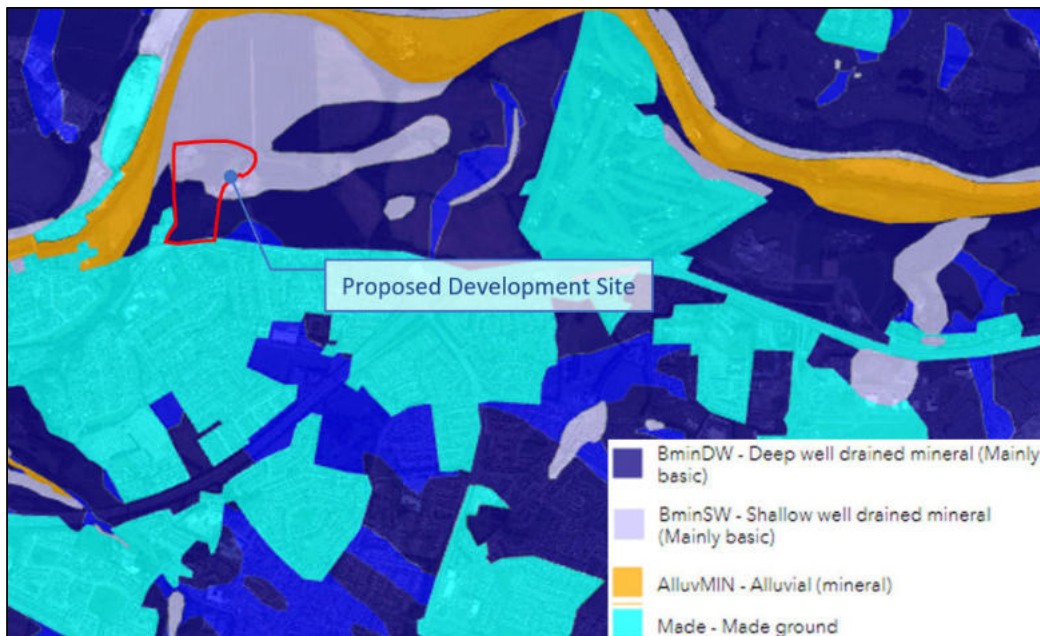 Proposed Development Site
BminDW - Deep well drained mineral (Mainly
basic)
BminSW - Shallow well drained mineral
(Mainly basic)
AlluvMIN - Alluvial (mineral)
Made - Made ground